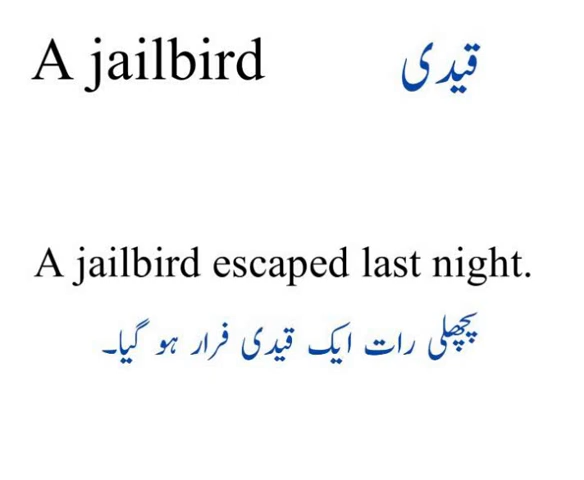 A jailbird قیدی
A jailbird escaped last night.
پچھلی رات ایک قیدی فرار ہو گیا۔